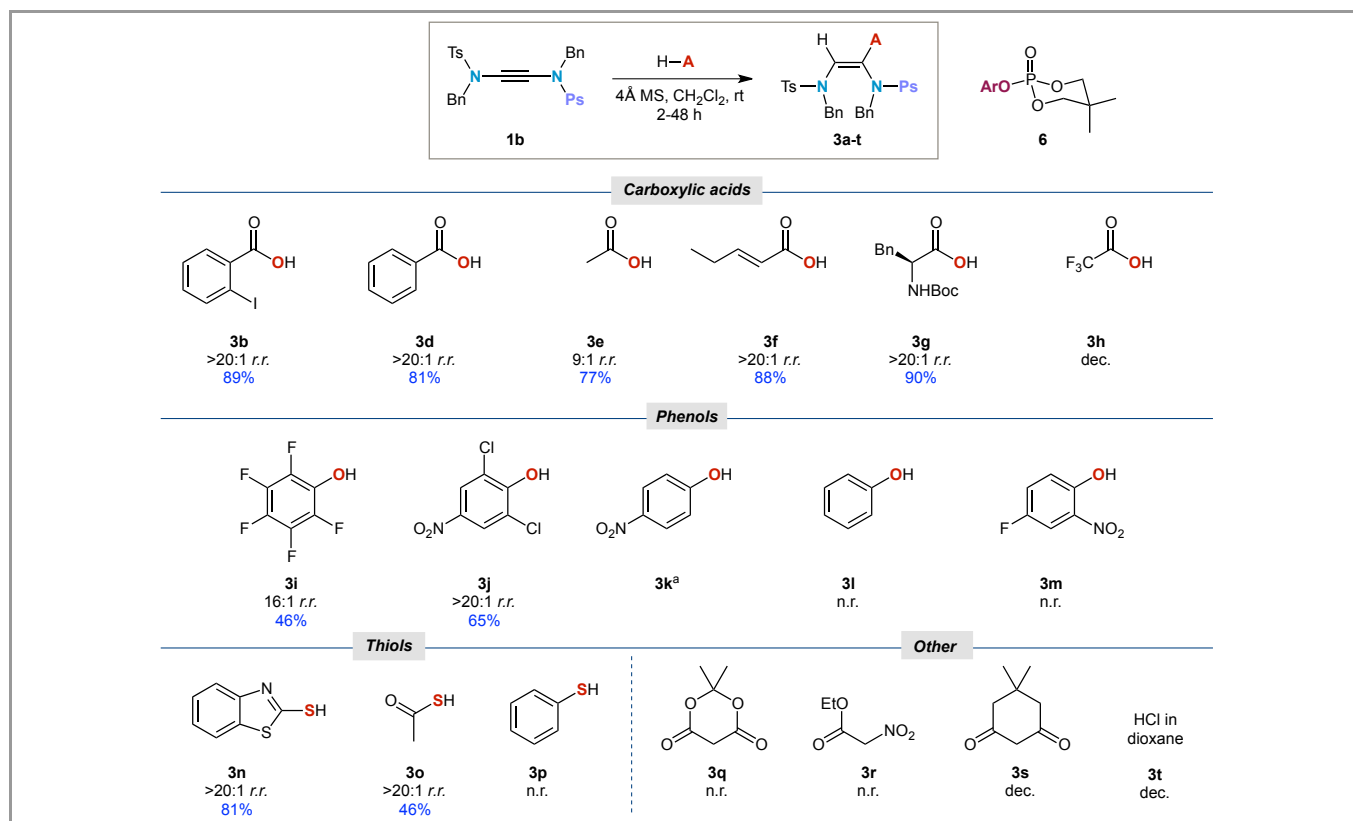 Ts
N
Bn
Bn
N
Ps
1b
H–A
4Å MS, CH2Cl2, rt
2-48 h
H
A
Ts
N
Bn
N
Ps
Bn
3a-t
O
ArO
P
O
O
6
Carboxylic acids
O
OH
I
3b
>20:1 r.r.
89%
O
OH
3d
>20:1 r.r.
81%
O
OH
3e
9:1 r.r.
77%
O
OH
3f
>20:1 r.r.
88%
Bn
O
OH
NHBoc
3g
>20:1 r.r.
90%
O
F3C
OH
3h
dec.
Phenols
F
OH
F
F
F
F
3i
16:1 r.r.
46%
Cl
OH
O2N
Cl
3j
>20:1 r.r.
65%
OH
O2N
3ka
OH
3l
n.r.
OH
F
NO2
3m
n.r.
Thiols
N
SH
S
3n
>20:1 r.r.
81%
O
SH
3o
>20:1 r.r.
46%
SH
3p
n.r.
Other
O
O
O
O
3q
n.r.
EtO
O
NO2
3r
n.r.
O
O
3s
dec.
HCl in
dioxane
3t
dec.